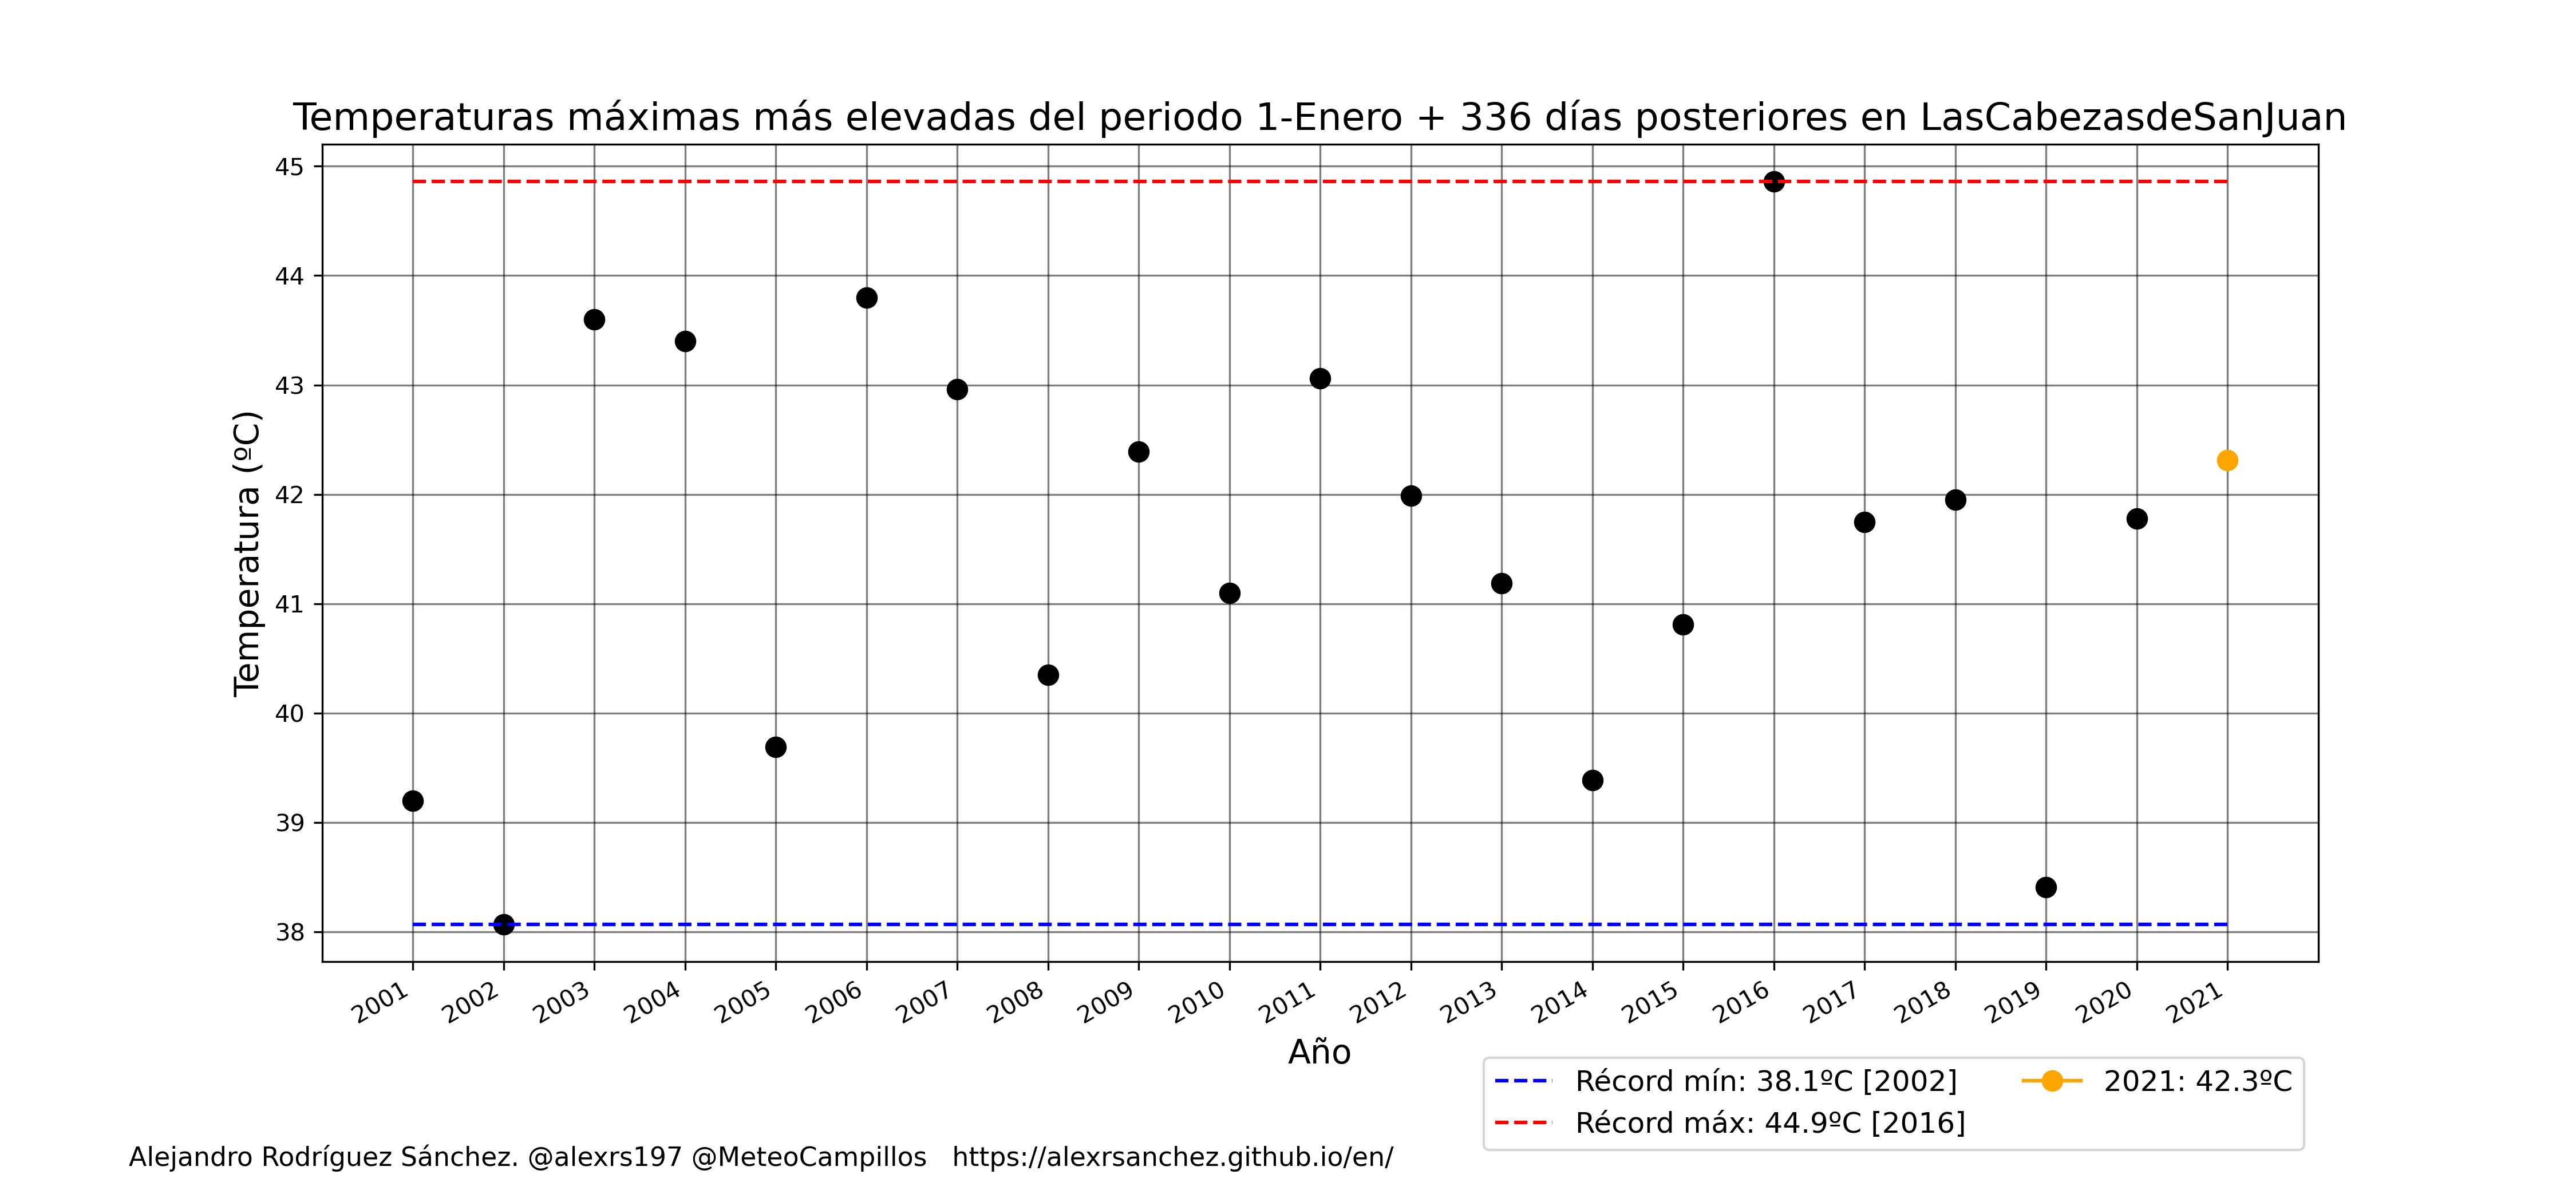 Temperaturas máximas más elevadas del periodo 1-Enero + 336 días posteriores en LasCabezasdeSanJuan
Temperatura (ºC)
45
44
43
42
41
40
39
38
2001 2002 2003 2004 2005 2006 2007 2008 2009 2010 2011 2012 2013 2014 2015 2016 2017 2018 2019 2020 2021
Año
Récord mín: 38.1ºC [2002]
Récord máx: 44.9ºC [2016]
2021: 42.3ºC
Alejandro Rodríguez Sánchez. @alexrs197 @MeteoCampillos https://alexrsanchez.github.io/en/